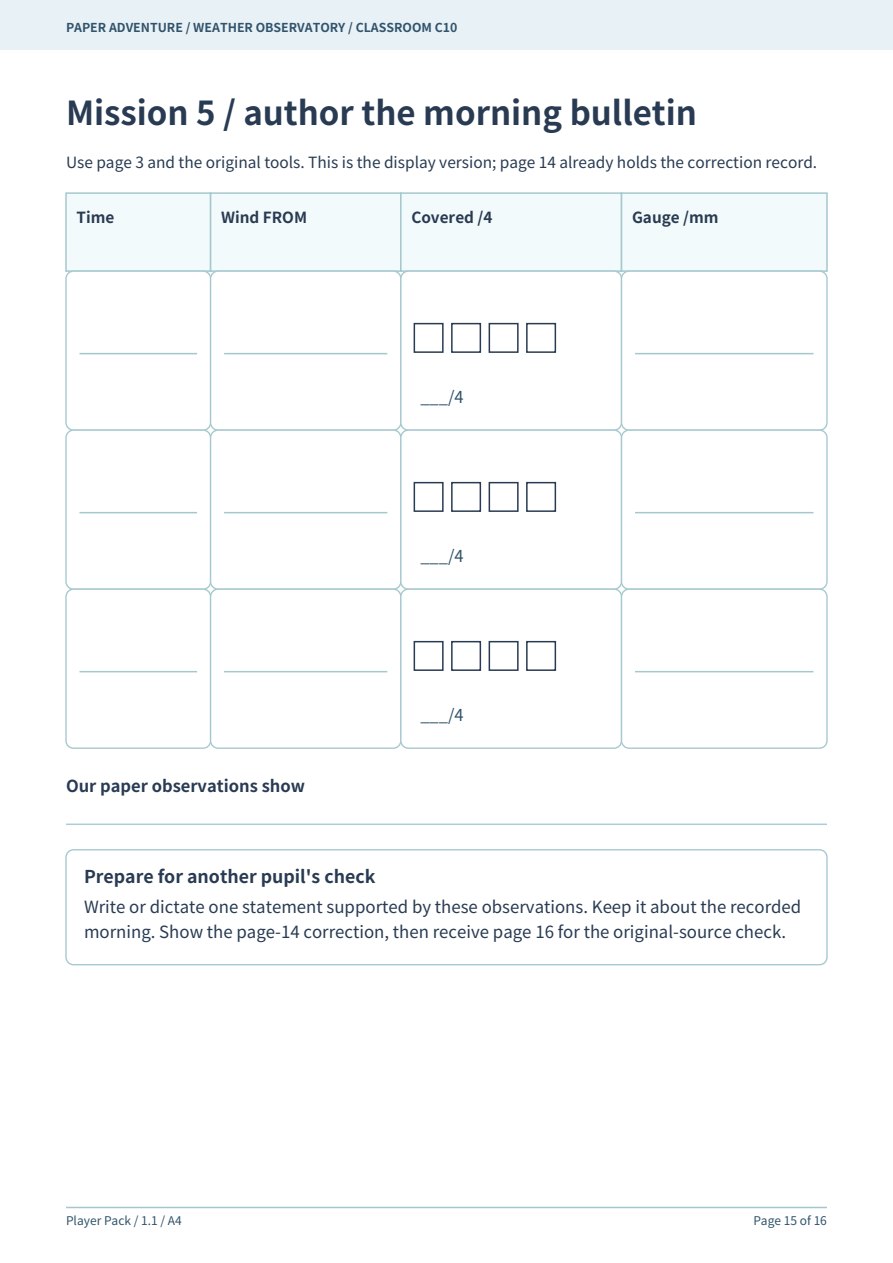 PAPER ADVENTURE / WEATHER OBSERVATORY / CLASSROOM C10
Mission 5 / author the morning bulletin
Use page 3 and the original tools. This is the display version; page 14 already holds the correction record.
Time Wind FROM Covered /4 Gauge /mm
___/4
___/4
___/4
Our paper observations show
Prepare for another pupil's check
Write or dictate one statement supported by these observations. Keep it about the recorded
morning. Show the page-14 correction, then receive page 16 for the original-source check.
Player Pack / 1.1 / A4 Page 15 of 16